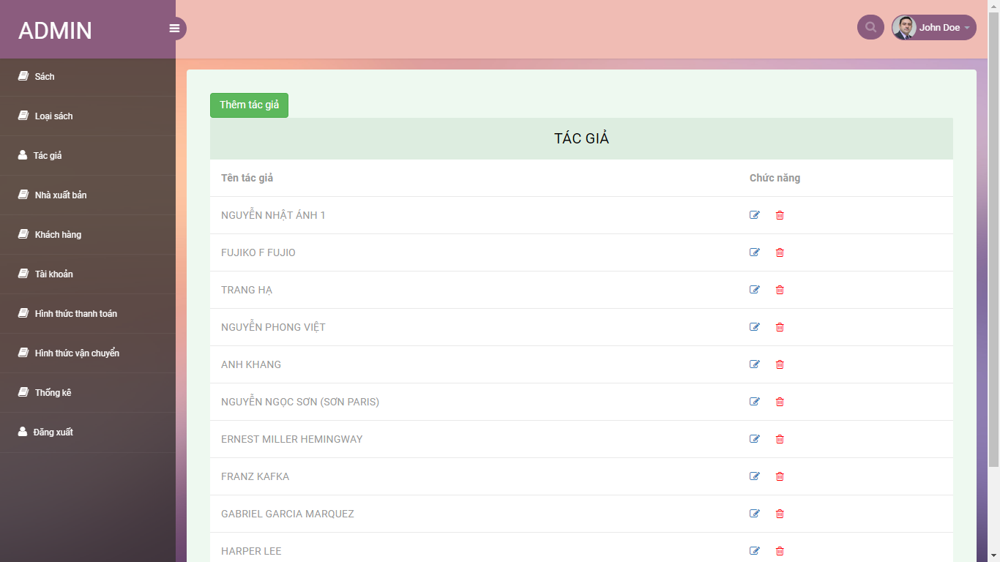 ADMIN
John Doe
Sách
Loại sách
Tác giả
Nhà xuất bản
Khách hàng
Tài khoản
Hình thức thanh toán
Hình thức vận chuyển
Thống kê
Đăng xuất
Thêm tác giả
TÁC GIẢ
Tên tác giả Chức năng
NGUYỄN NHẬT ÁNH 1
FUJIKO F FUJIO
TRANG HẠ
NGUYỄN PHONG VIỆT
ANH KHANG
NGUYỄN NGỌC SƠN (SƠN PARIS)
ERNEST MILLER HEMINGWAY
FRANZ KAFKA
GABRIEL GARCIA MARQUEZ
HARPER LEE